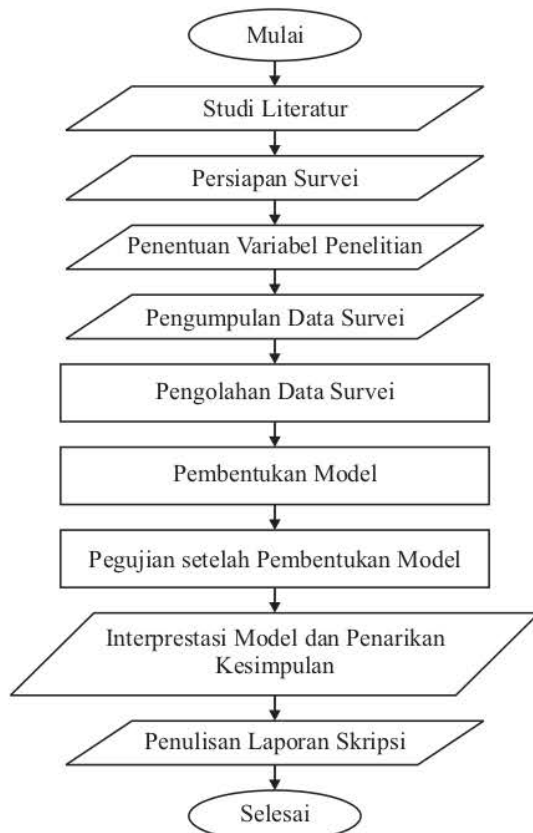 Mulai
Studi Literatur
Persiapan Survei
Penentuan Variabel Penelitian
Pengumpulan Data Survei
Pengolahan Data Survei
Pembentukan Model
Pegujian setelah Pembentukan Model
Interprestasi Model dan Penarikan
Kesimpulan
Penulisan Laporan Skripsi
Selesai